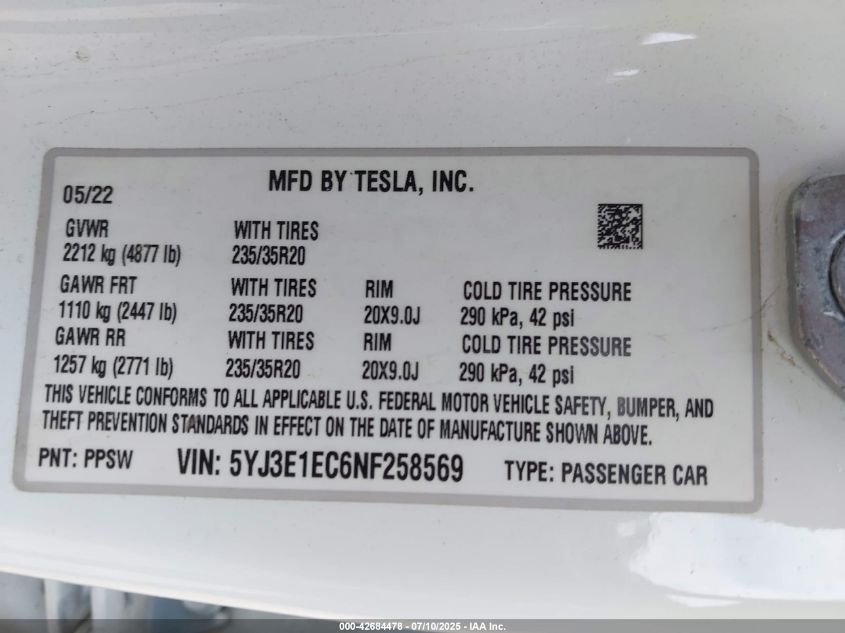 05/22
MFD BY TESLA, INC.
GVWR WITH TIRES
2212 kg (4877 lb) 235/35R20
GAWR FRT WITH TIRES RIM COLD TIRE PRESSURE
1110 kg (2447 lb) 235/35R20 20X9.0J 290 kPa, 42 psi
GAWR RR WITH TIRES RIM COLD TIRE PRESSURE
1257 kg (2771 lb) 235/35R20 20X9.0J 290 kPa, 42 psi
THIS VEHICLE CONFORMS TO ALL APPLICABLE U.S. FEDERAL MOTOR VEHICLE SAFETY, BUMPER, AND
THEFT PREVENTION STANDARDS IN EFFECT ON THE DATE OF MANUFACTURE SHOWN ABOVE.
PNT: PPSW VIN: 5YJ3E1EC6NF258569 TYPE: PASSENGER CAR
000-42684478 - 07/10/2025 - IAA Inc.